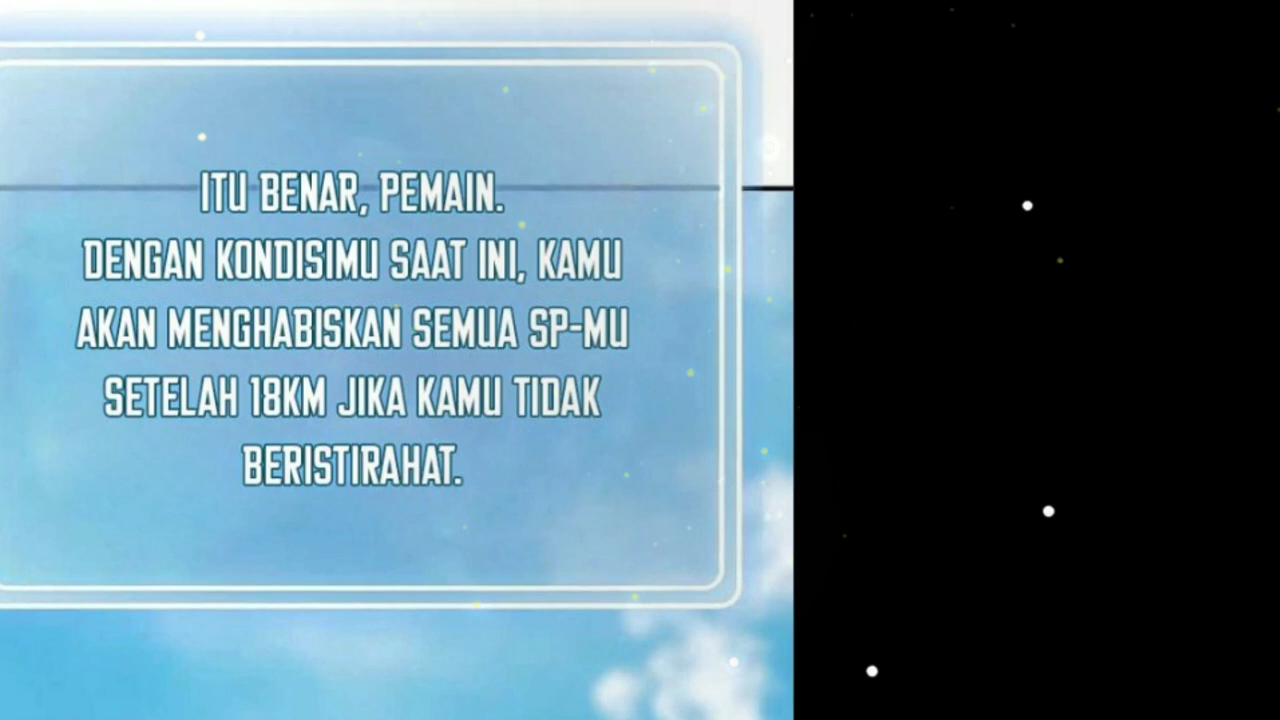 ITU BENAR, PEMAIN.
DENGAN KONDISIMU SAAT INI, KAMU
AKAN MENGHABISKAN SEMUA SP-MU
SETELAH 18KM JIKA KAMU TIDAK
BERISTIRAHAT.